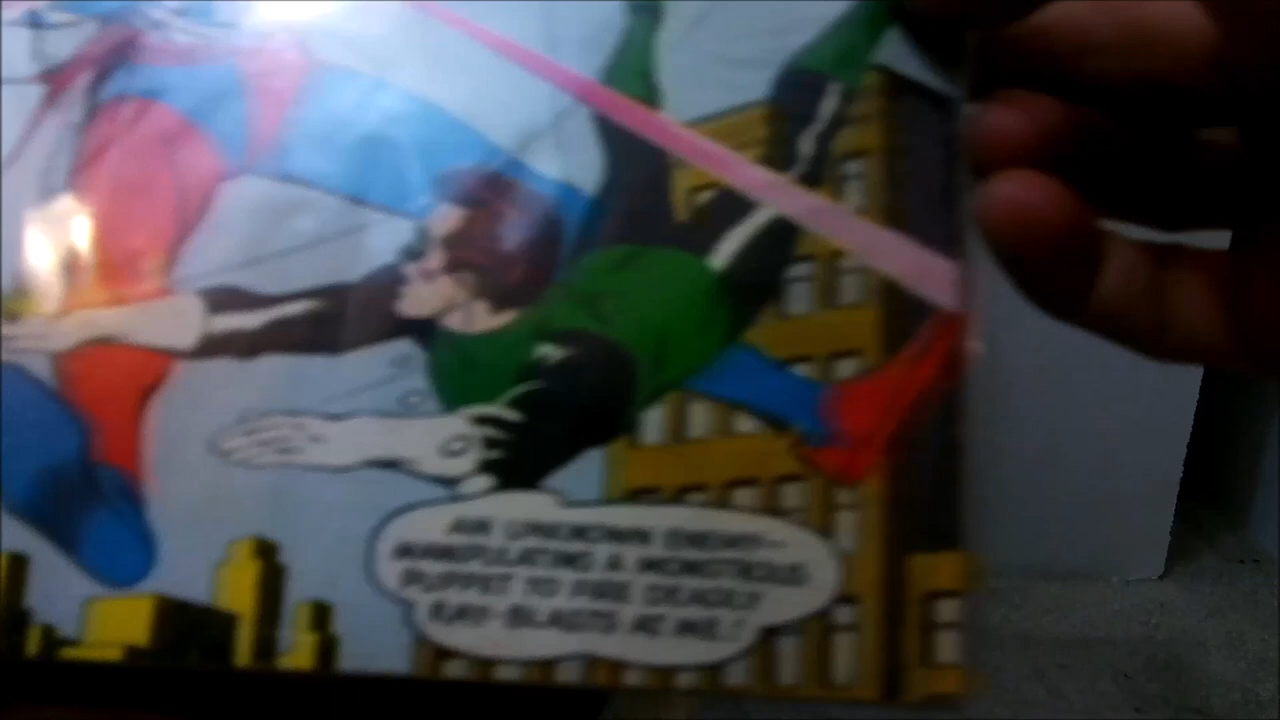 AN UNKNOWN ENEMY--
MANIPULATING A MONSTROUS
PUPPET TO FIRE DEADLY
RAY-BLASTS AT ME!